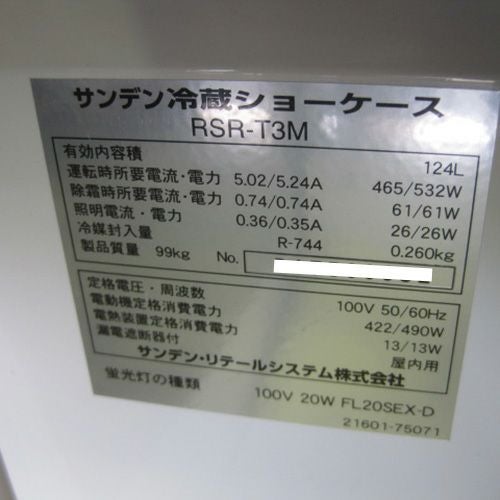 サンデン冷蔵ショーケース
RSR-T3M
有効内容積 124L
運転時所要電流・電力 5.02/5.24A 465/532W
除霜時所要電流・電力 0.74/0.74A 61/61W
照明電流・電力 0.36/0.35A 26/26W
冷媒封入量 R-744 0.260kg
製品質量 99kg No.
定格電圧・周波数 100V 50/60Hz
電動機定格消費電力 422/490W
電熱装置定格消費電力 13/13W
漏電遮断器付 屋内用
サンデン・リテールシステム株式会社
蛍光灯の種類 100V 20W FL20SEX-D
21601-75071